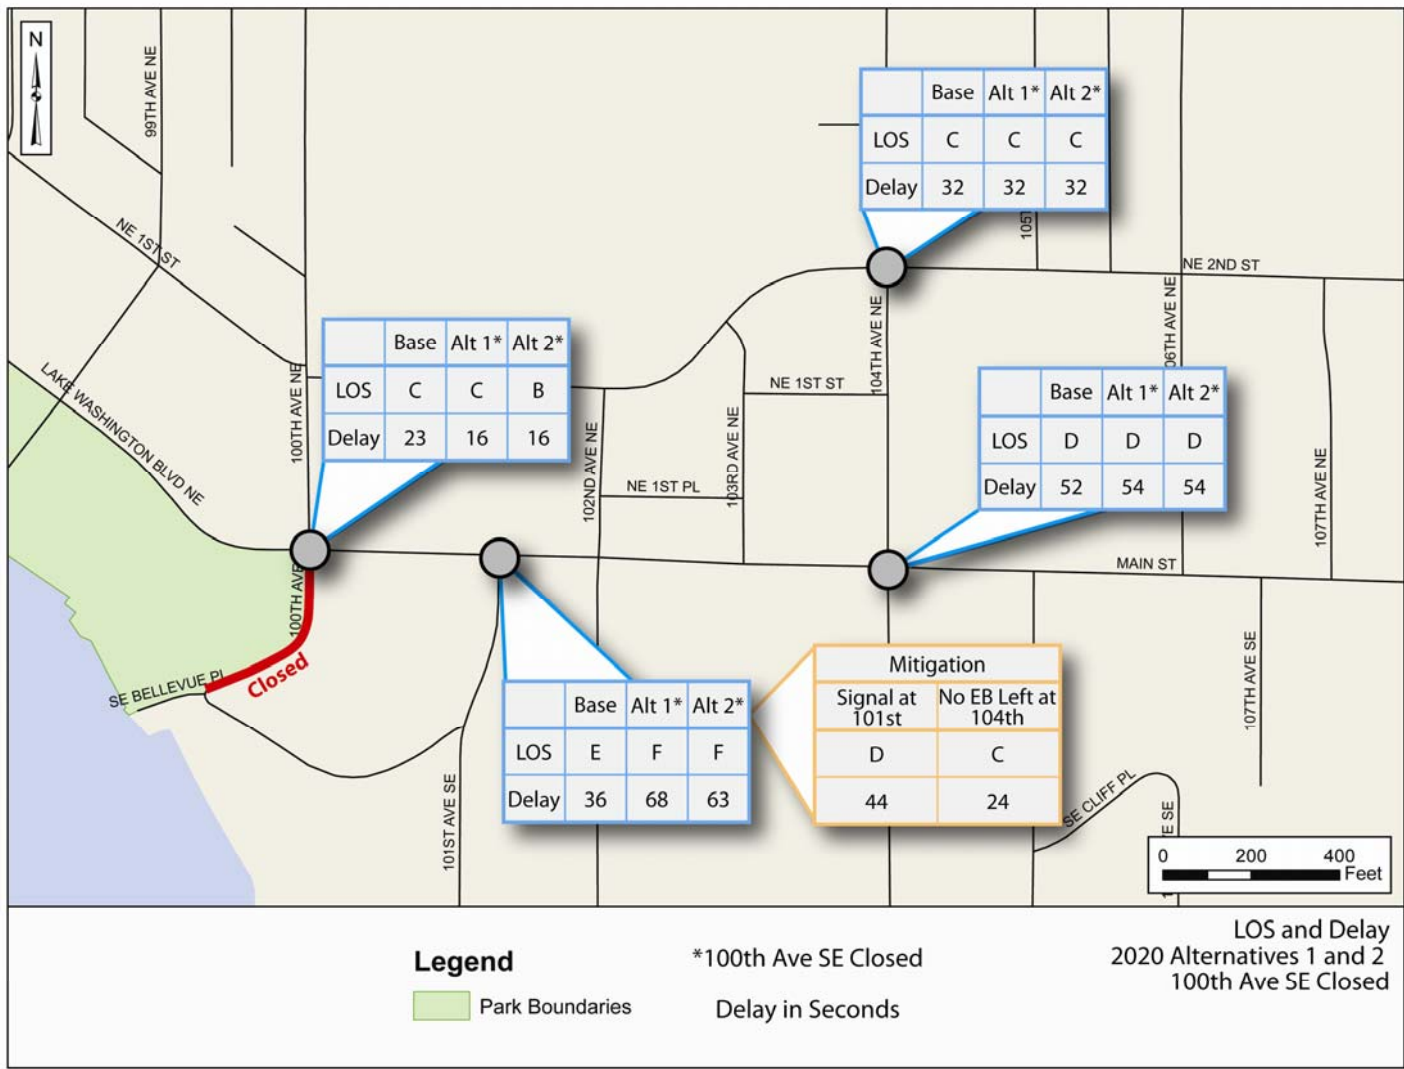 N
99TH AVE NE
Base Alt 1* Alt 2*
LOS C C C
Delay 32 32 32
NE 1ST ST
NE 2ND ST
104TH AVE NE
06TH AVE NE
Base Alt 1* Alt 2*
LOS C C B
Delay 23 16 16
100TH AVE NE
LAKE WASHINGTON BLVD NE
NE 1ST ST
Base Alt 1* Alt 2*
LOS D D D
Delay 52 54 54
102ND AVE NE
NE 1ST PL
103RD AVE NE
107TH AVE NE
MAIN ST
100TH AVE
Closed
SE BELLEVUE PL
107TH AVE SE
Mitigation
Signal at 101st No EB Left at 104th
D C
44 24
Base Alt 1* Alt 2*
LOS E F F
Delay 36 68 63
101ST AVE SE
SE CLIFF PL
0 200 400
Feet
LOS and Delay
2020 Alternatives 1 and 2
100th Ave SE Closed
Legend
Park Boundaries
*100th Ave SE Closed
Delay in Seconds